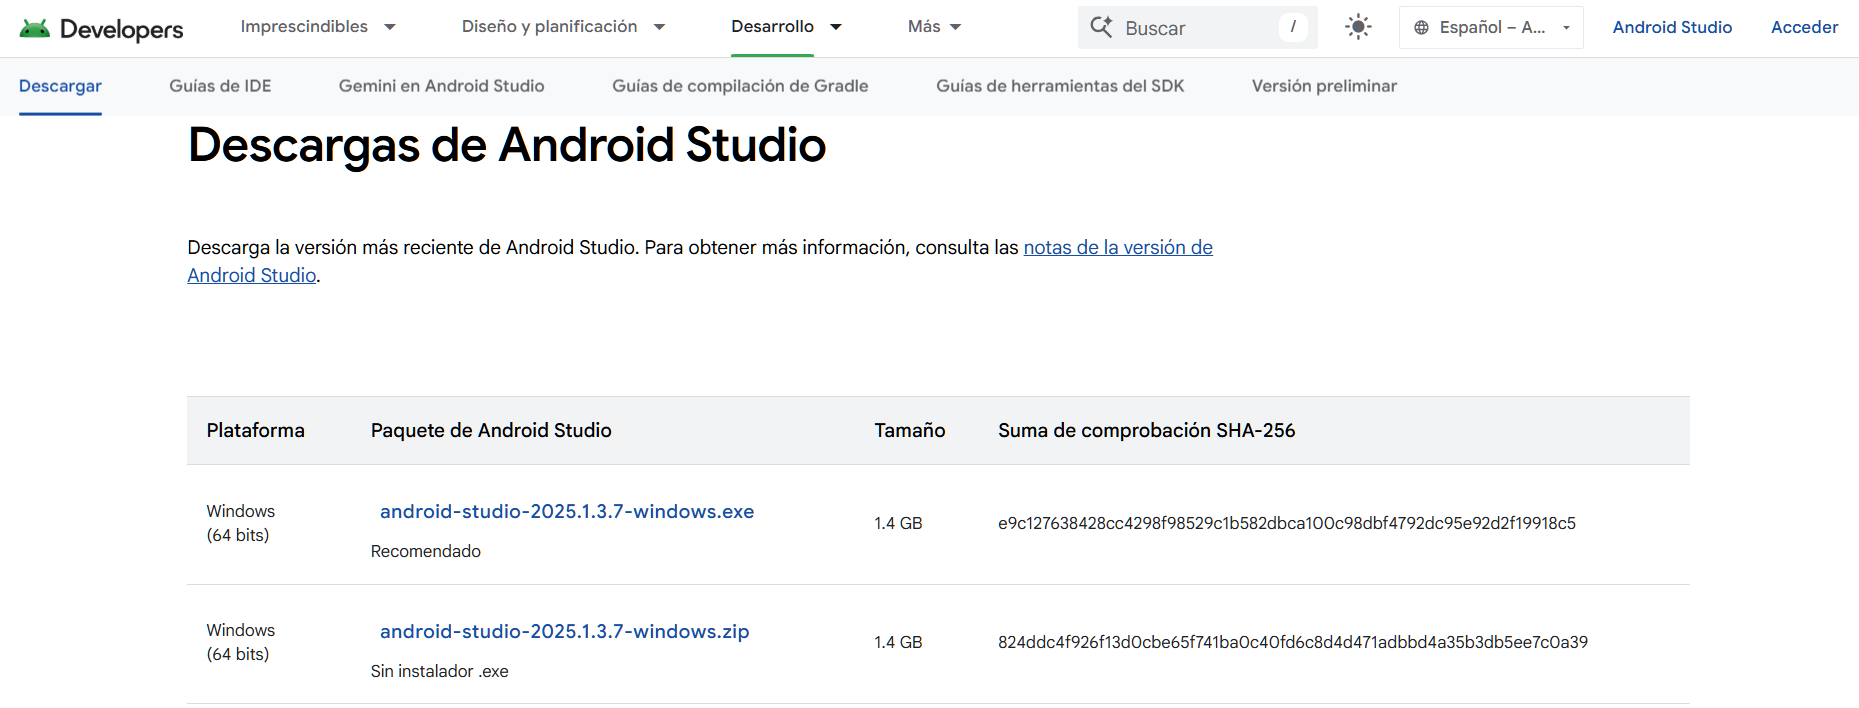 Developers
Imprescindibles
Diseño y planificación
Desarrollo
Más
Buscar
/
Español – A...
Android Studio
Acceder
Descargar
Guías de IDE
Gemini en Android Studio
Guías de compilación de Gradle
Guías de herramientas del SDK
Versión preliminar
Descargas de Android Studio
Descarga la versión más reciente de Android Studio. Para obtener más información, consulta las notas de la versión de
Android Studio.
Plataforma Paquete de Android Studio Tamaño Suma de comprobación SHA-256
Windows
(64 bits)
android-studio-2025.1.3.7-windows.exe
Recomendado
1.4 GB
e9c127638428cc4298f98529c1b582dbca100c98dbf4792dc95e92d2f19918c5
Windows
(64 bits)
android-studio-2025.1.3.7-windows.zip
Sin instalador .exe
1.4 GB
824ddc4f926f13d0cbe65f741ba0c40fd6c8d4d471adbbd4a35b3db5ee7c0a39